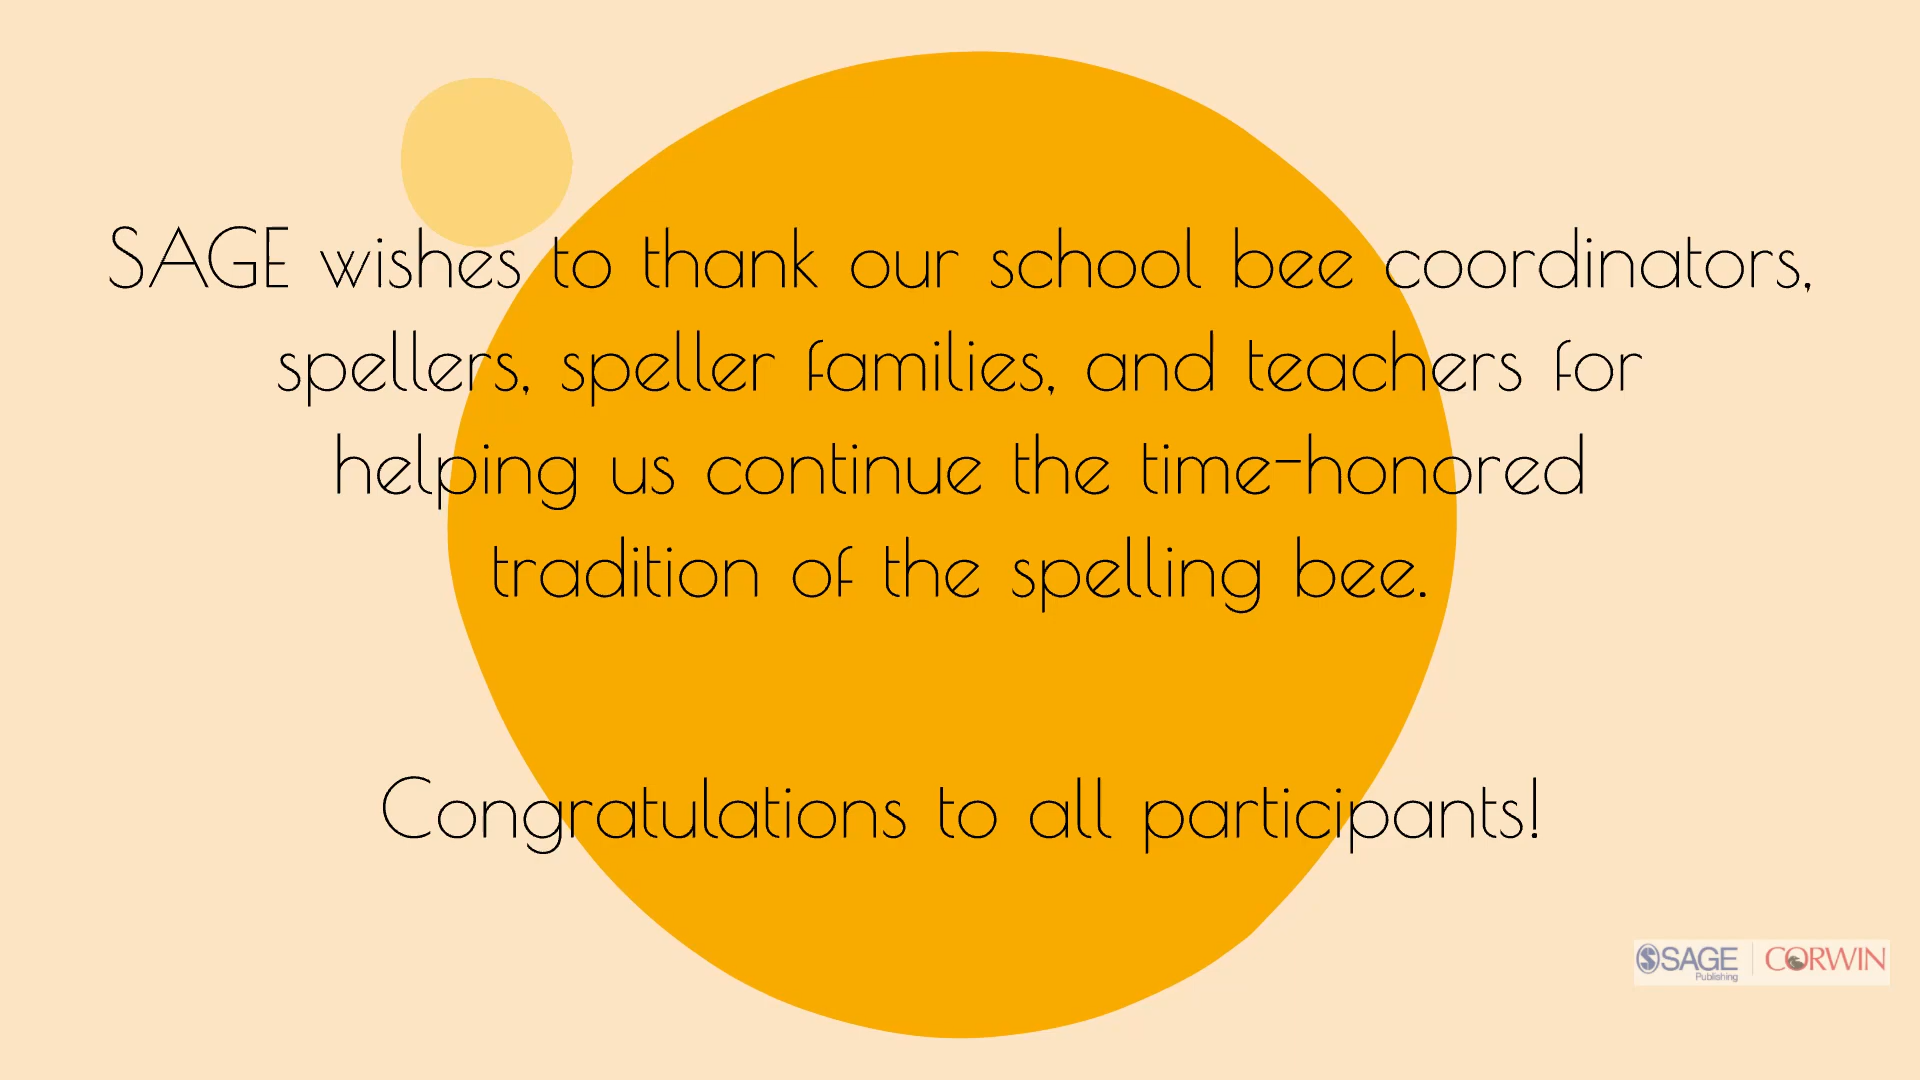 SAGE wishes to thank our school bee coordinators,
spellers, speller families, and teachers for
helping us continue the time-honored
tradition of the spelling bee.
Congratulations to all participants!
SAGE | CORWIN
Publishing